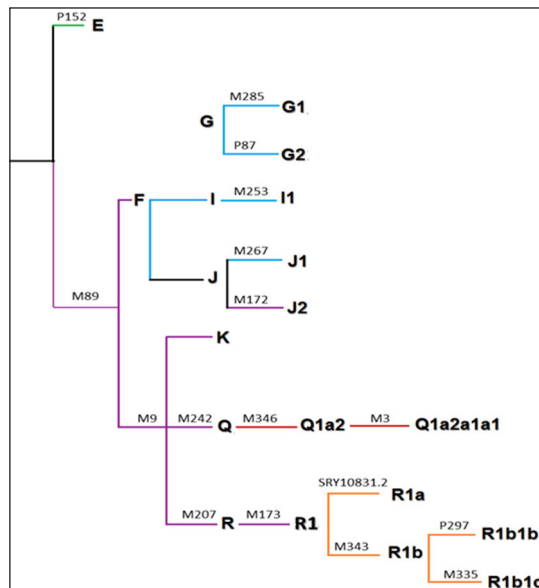 P152 E
M285 G1
G
P87 G2
F I M253 I1
M267 J1
J
M172 J2
M89
K
M9 M242 Q M346 Q1a2 M3 Q1a2a1a1
SRY10831.2 R1a
M207 R M173 R1
P297 R1b1b
M343 R1b
M335